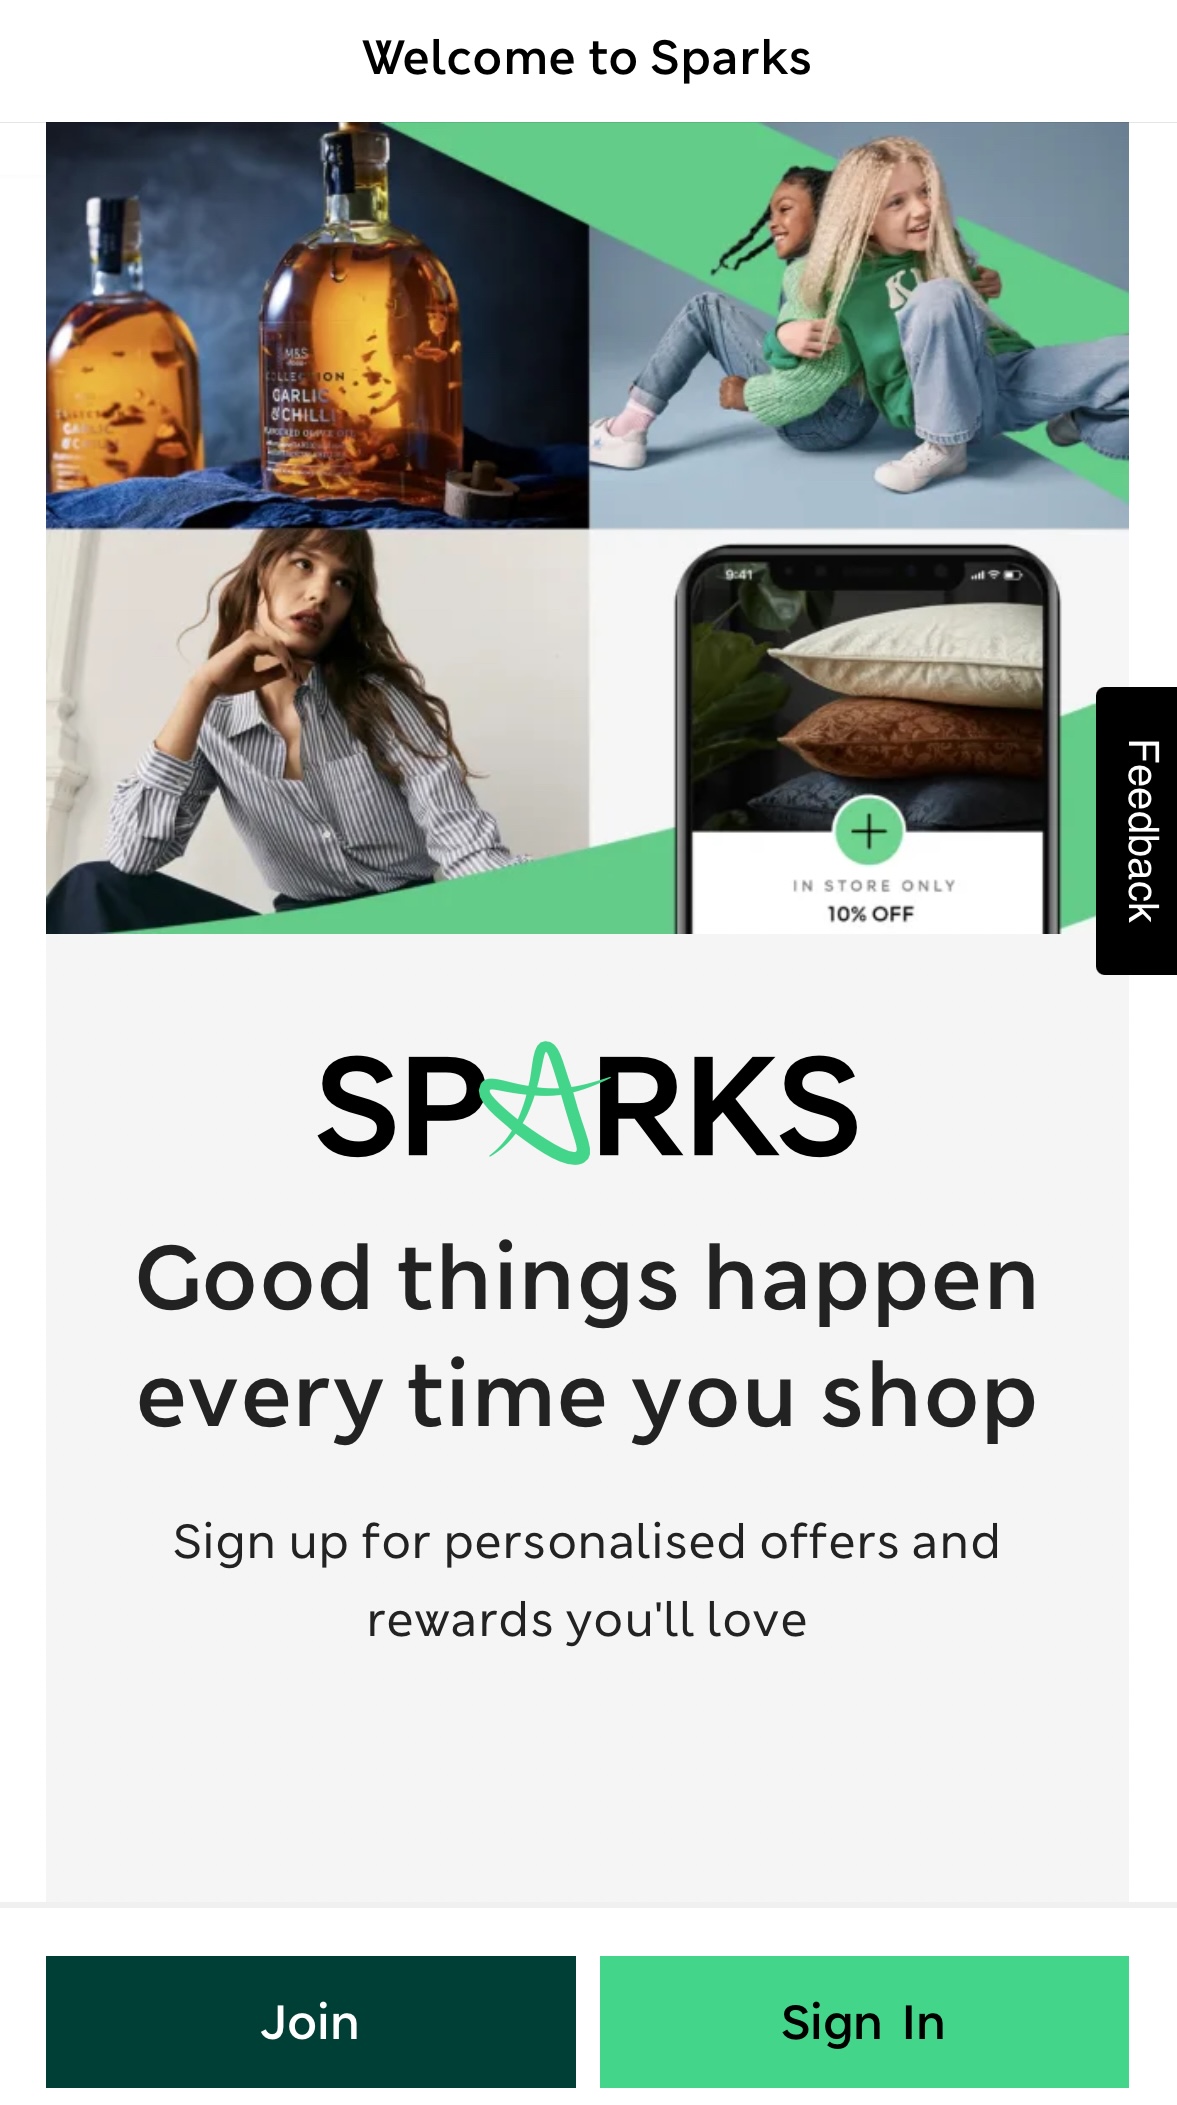 Welcome to Sparks
M&S
COLLECTION
GARLIC
& CHILLI
9:41
IN STORE ONLY
10% OFF
Feedback
SPARKS
Good things happen
every time you shop
Sign up for personalised offers and
rewards you'll love
Join
Sign In